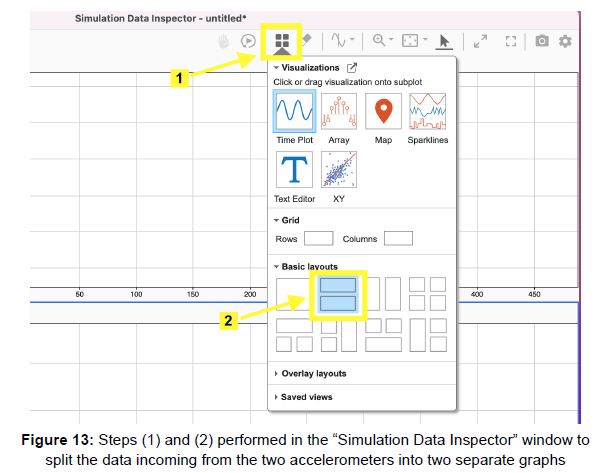 Simulation Data Inspector - untitled*
1
Visualizations
Click or drag visualization onto subplot
Time Plot Array Map Sparklines
T
Text Editor XY
Grid
Rows Columns
Basic layouts
50 100 150 200 400 450
2
Overlay layouts
Saved views
Figure 13: Steps (1) and (2) performed in the “Simulation Data Inspector” window to
split the data incoming from the two accelerometers into two separate graphs